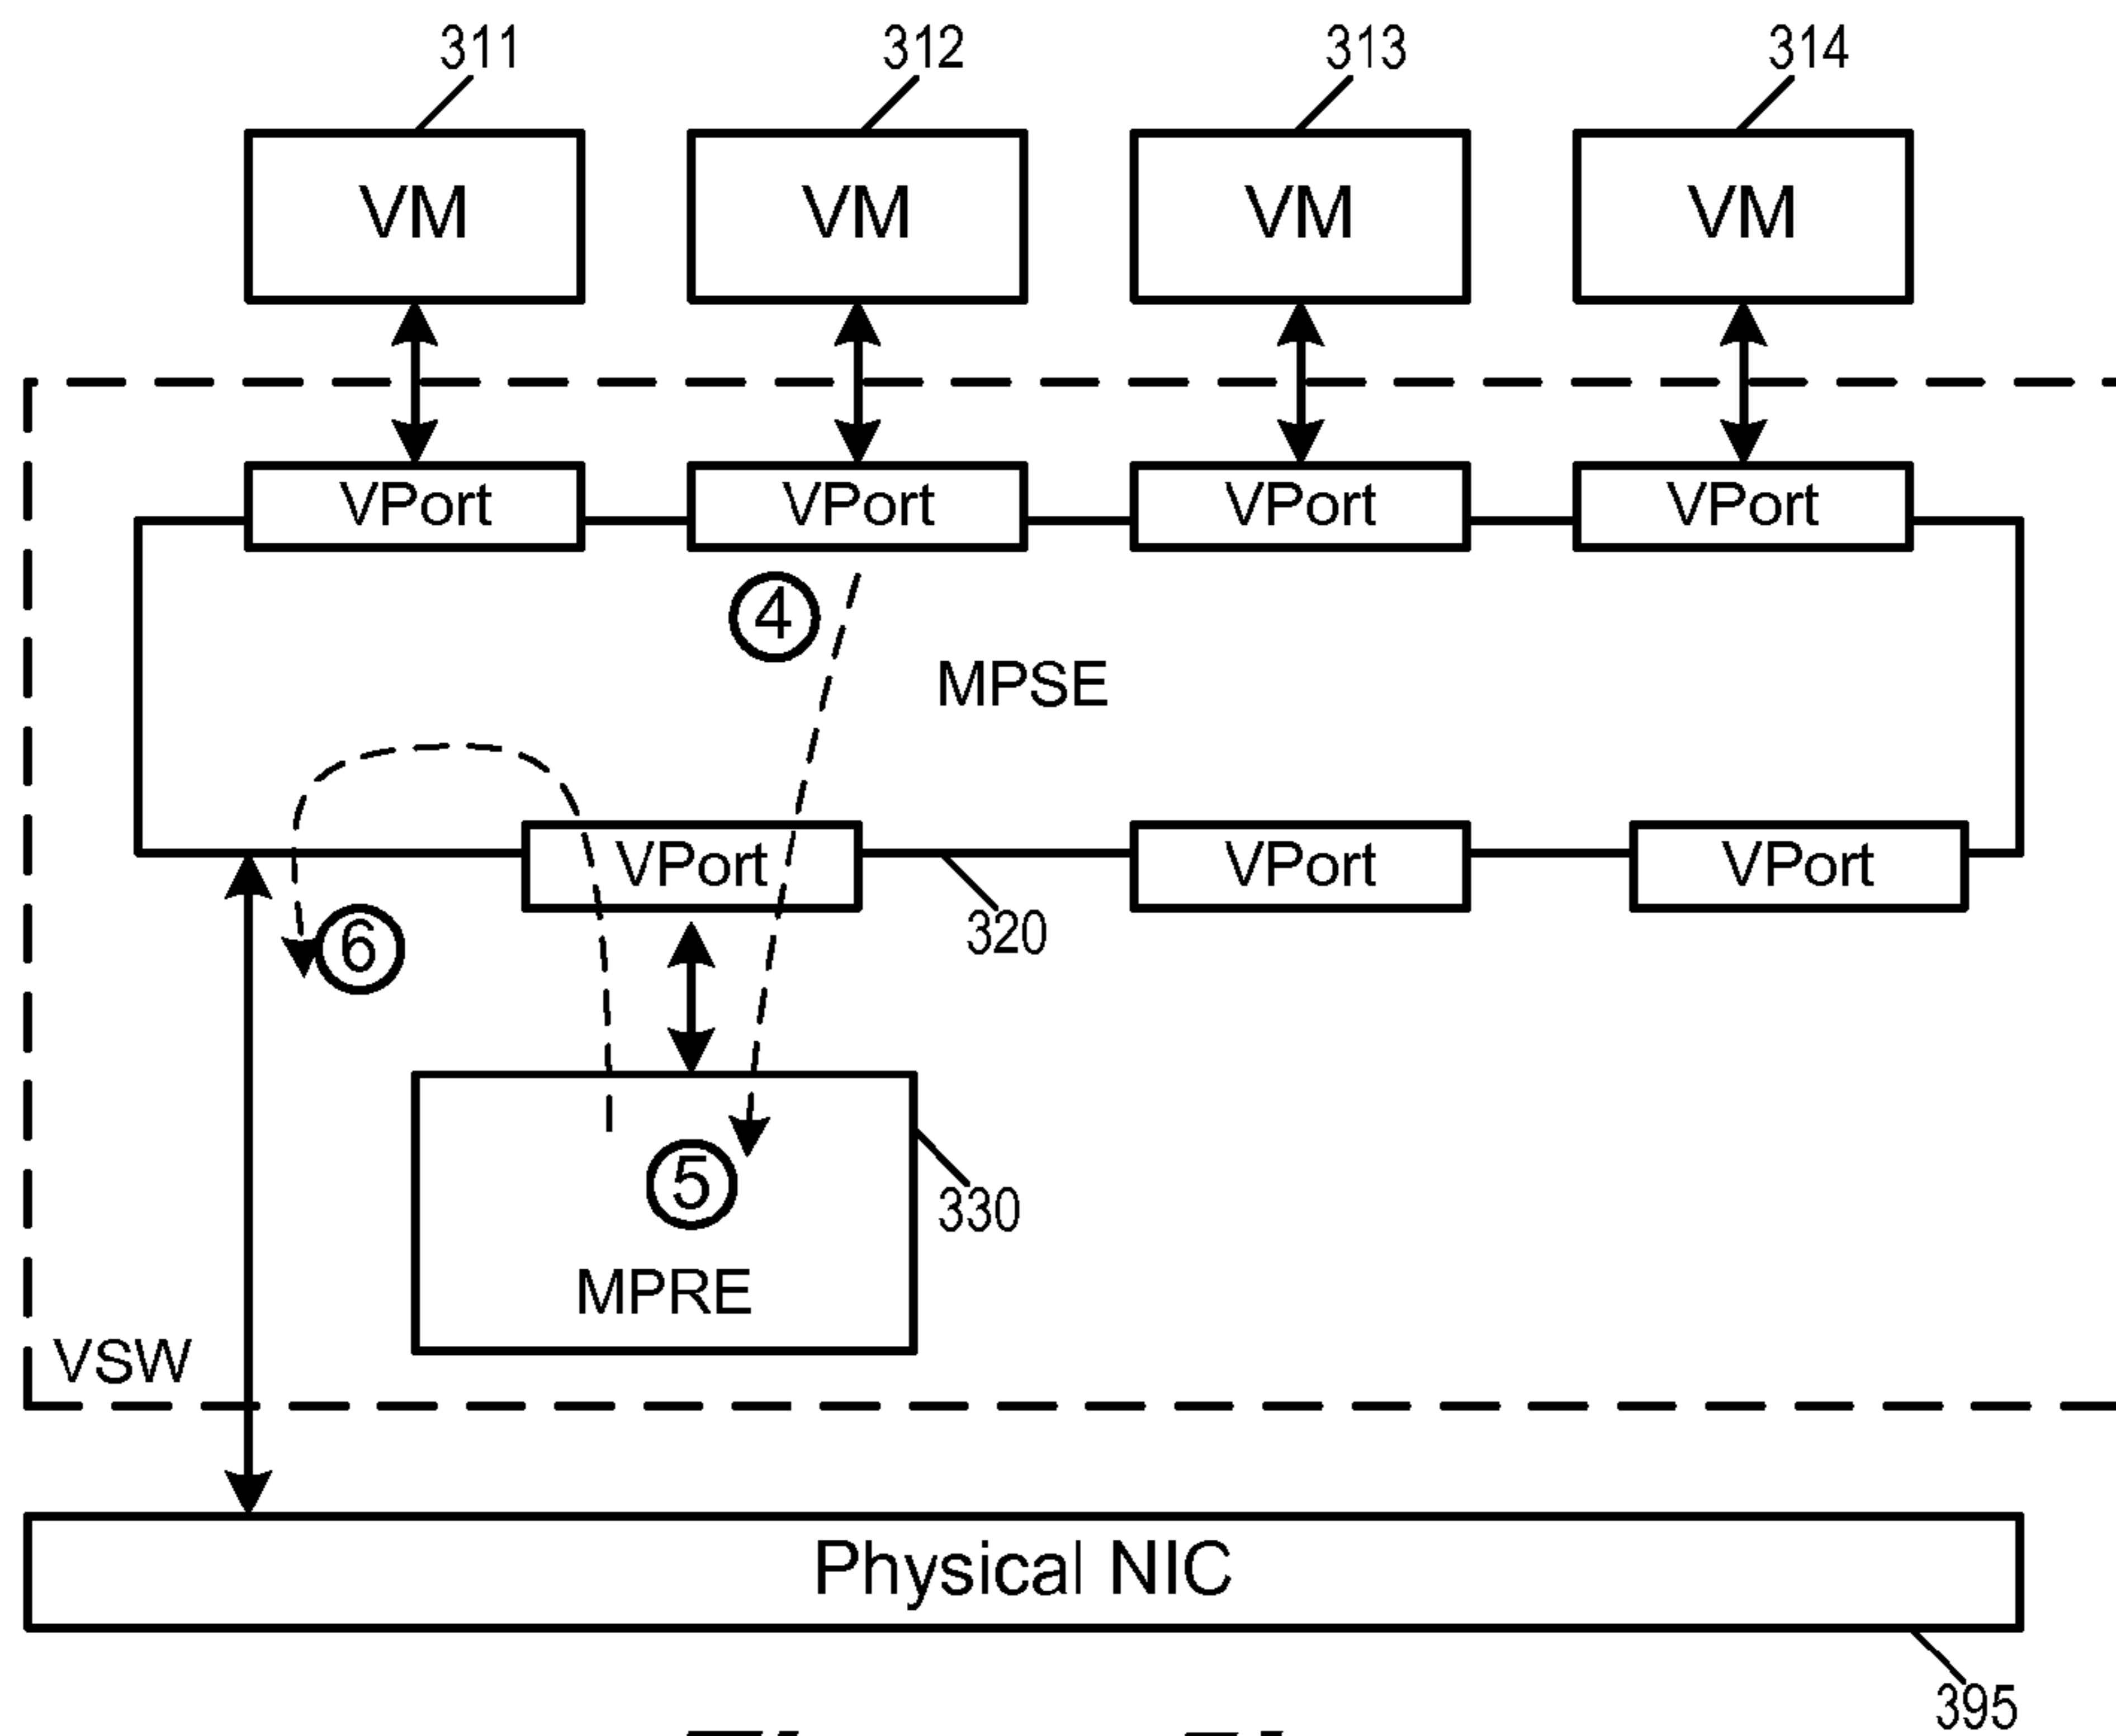 311 312 313 314
VM VM VM VM
VPort VPort VPort VPort
4
MPSE
VPort VPort VPort
320
6
5
330
MPRE
VSW
Physical NIC
395